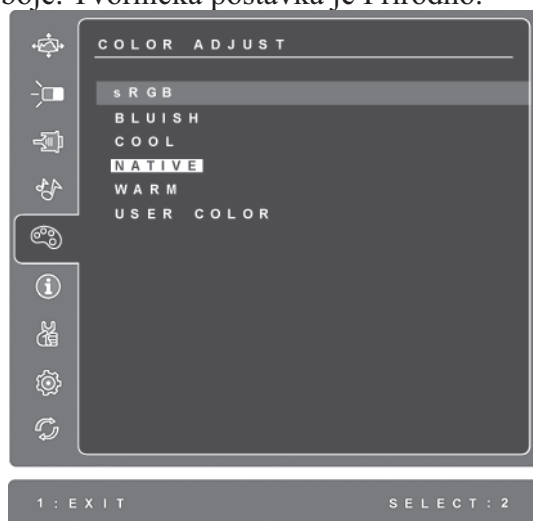 boje. Tvornička postavka je Prirodno.
COLOR ADJUST
sRGB
BLUISH
COOL
NATIVE
WARM
USER COLOR
1:EXIT SELECT:2